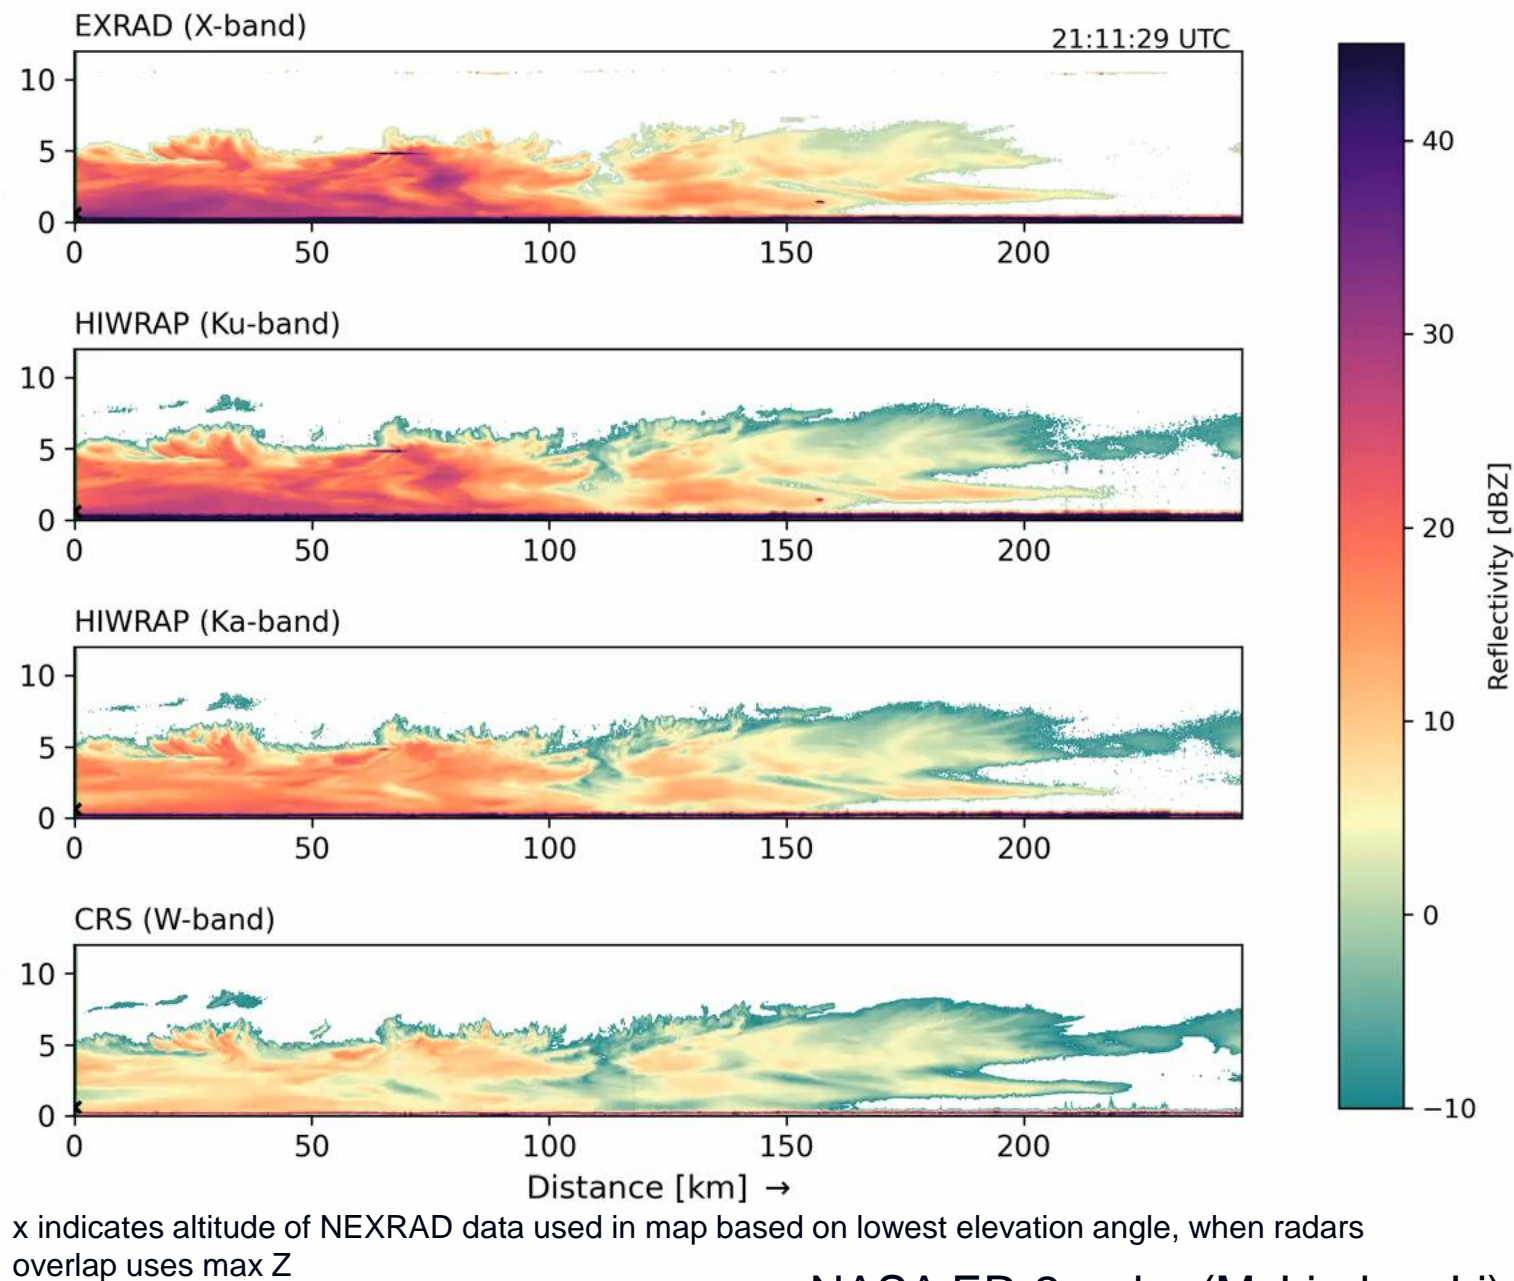 EXRAD (X-band)
21:11:29 UTC
10
5
0
0 50 100 150 200
HIWRAP (Ku-band)
10
5
0
0 50 100 150 200
HIWRAP (Ka-band)
10
5
0
0 50 100 150 200
CRS (W-band)
10
5
0
0 50 100 150 200
Distance [km] →
40
30
20
10
0
−10
Reflectivity [dBZ]
x indicates altitude of NEXRAD data used in map based on lowest elevation angle, when radars
overlap uses max Z